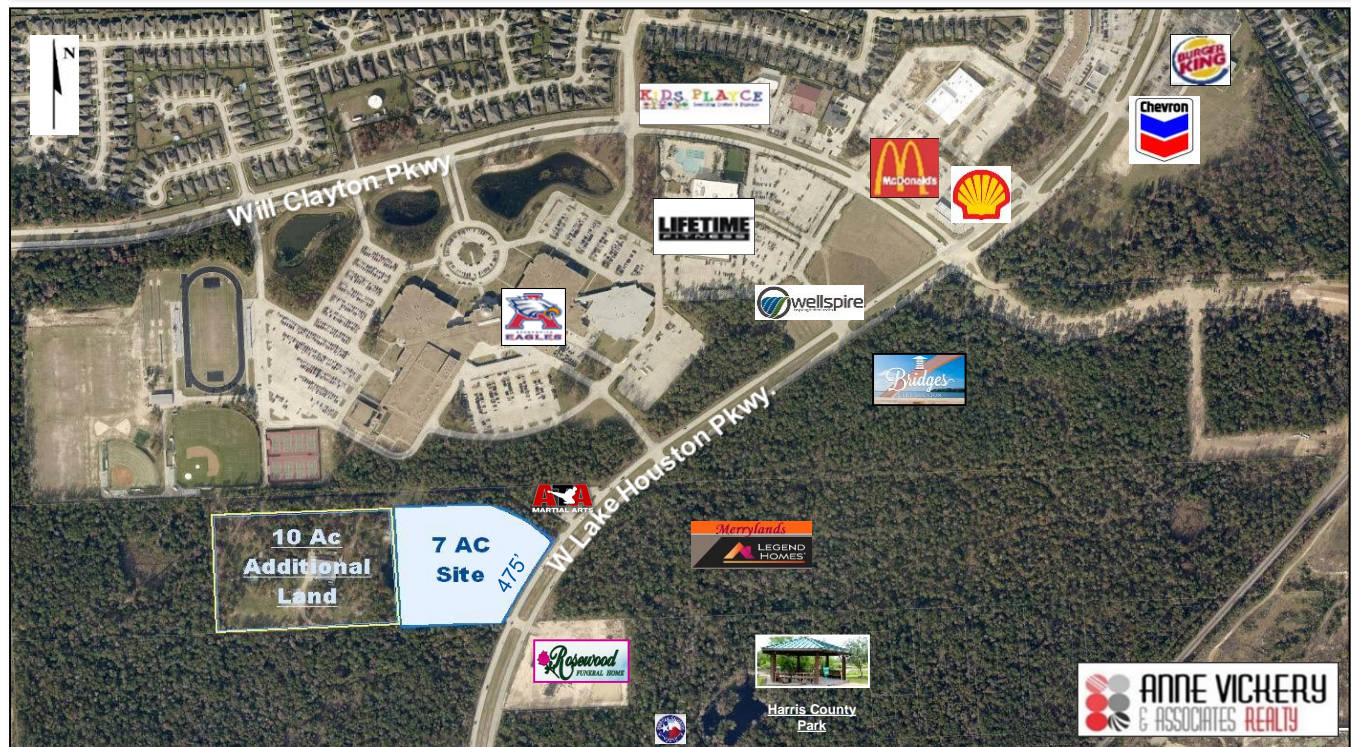 N
BURGER
KING
Chevron
KIDS PLAYCE
McDonald's
Will Clayton Pkwy
LIFETIME
FITNESS
wellspire
EAGLES
Bridges
W Lake Houston Pkwy.
ATA
MARTIAL ARTS
10 Ac
Additional
Land
7 AC
Site
475'
Merrylands
LEGEND
HOMES
Rosewood
FUNERAL HOME
Harris County
Park
ANNE VICKERY
& ASSOCIATES REALTY